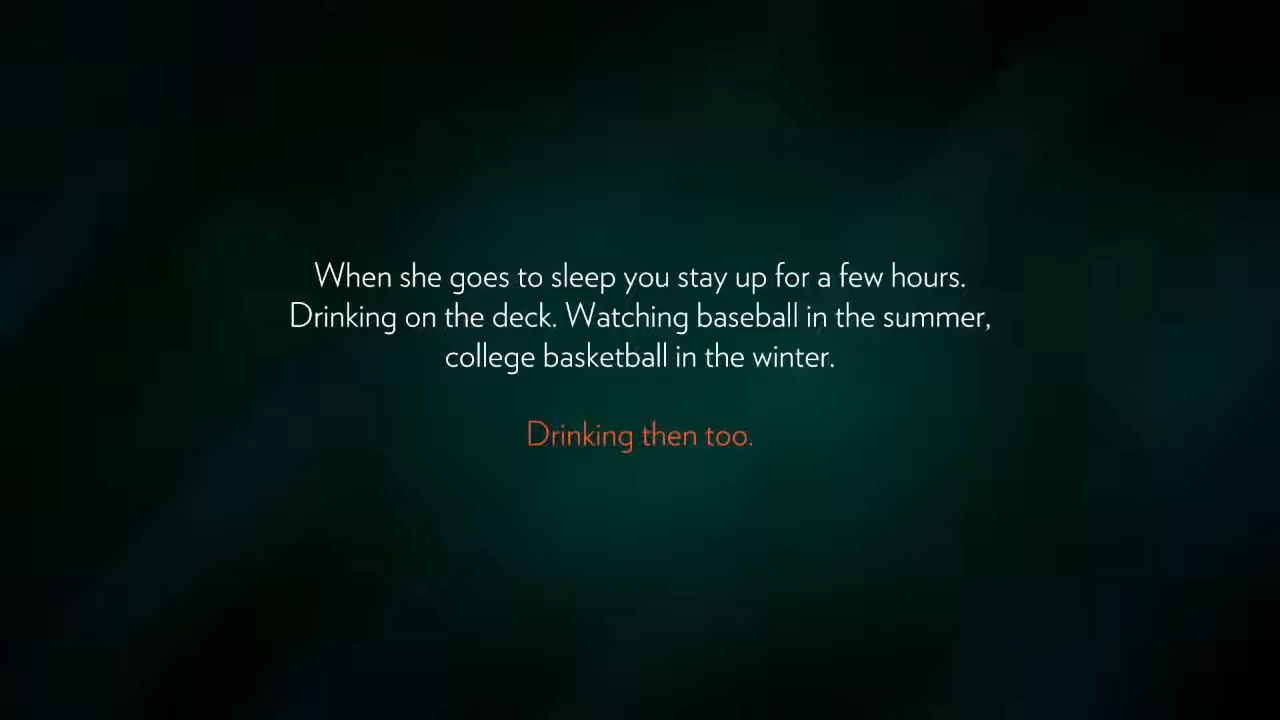 When she goes to sleep you stay up for a few hours.
Drinking on the deck. Watching baseball in the summer,
college basketball in the winter.
Drinking then too.